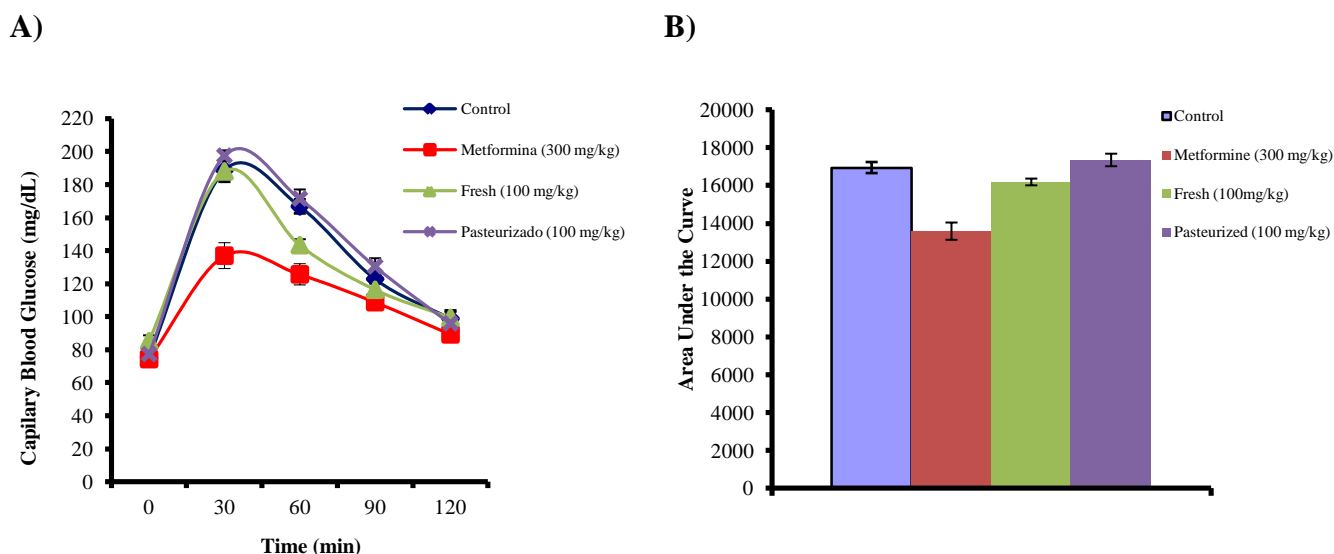 A)
Capilary Blood Glucose (mg/dL)
220
200
180
160
140
120
100
80
60
40
20
0
0 30 60 90 120
Time (min)
Control
Metformina (300 mg/kg)
Fresh (100 mg/kg)
Pasteurizado (100 mg/kg)
B)
Area Under the Curve
20000
18000
16000
14000
12000
10000
8000
6000
4000
2000
0
Control
Metformine (300 mg/kg)
Fresh (100mg/kg)
Pasteurized (100 mg/kg)